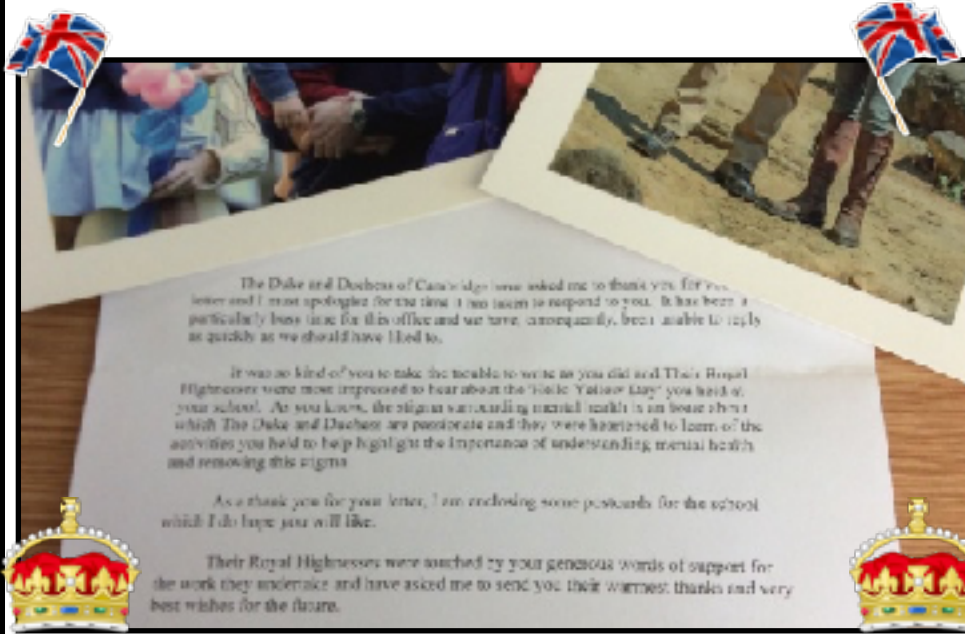 The Duke and Duchess of Cambridge have asked me to thank you for
letter and I must apologise for the time it has taken to respond to you. It has been a
particularly busy time for this office and we have, consequently, been unable to reply
as quickly as we should have liked to.
It was so kind of you to take the trouble to write as you did and Their Royal
Highnesses were most impressed to hear about the 'Hello Yellow Day' you held at
your school. As you know, the stigma surrounding mental health is an issue about
which The Duke and Duchess are passionate and they were heartened to learn of the
activities you held to help highlight the importance of understanding mental health
and removing this stigma
As a thank you for your letter, I am enclosing some postcards for the school
which I do hope you will like.
Their Royal Highnesses were touched by your generous words of support for
the work they undertake and have asked me to send you their warmest thanks and very
best wishes for the future.